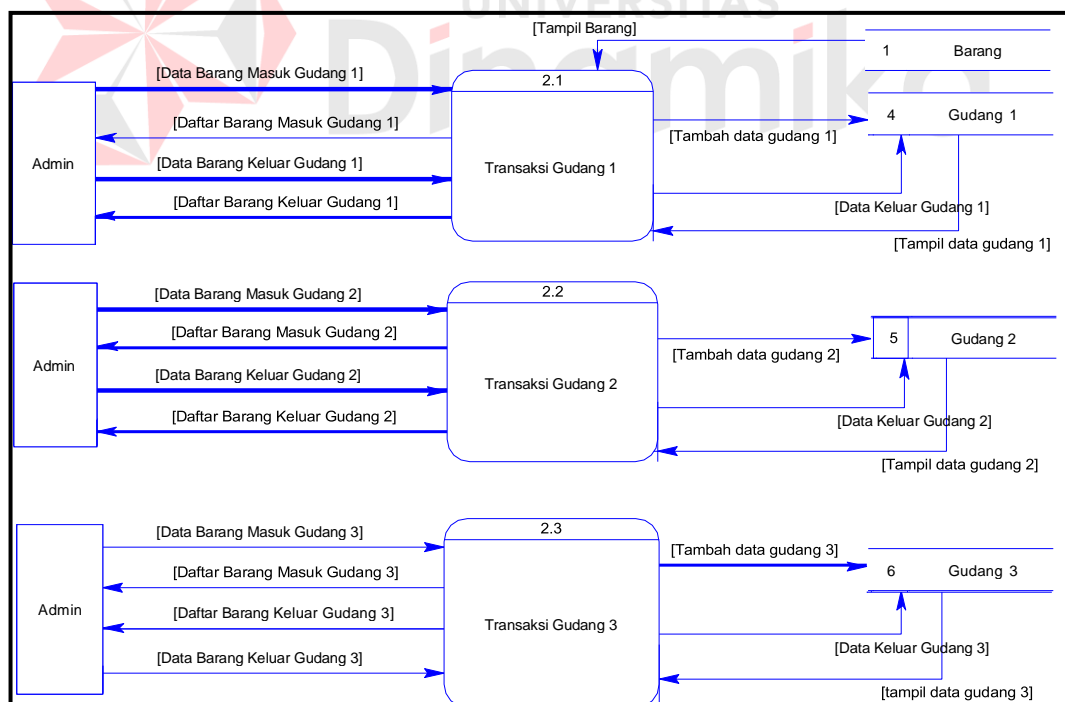 UNIVERSITAS
Dinamika
[Tampil Barang]
1 Barang
[Data Barang Masuk Gudang 1]
2.1
4 Gudang 1
[Daftar Barang Masuk Gudang 1]
[Tambah data gudang 1]
Admin
[Data Barang Keluar Gudang 1]
Transaksi Gudang 1
[Daftar Barang Keluar Gudang 1]
[Data Keluar Gudang 1]
[Tampil data gudang 1]
[Data Barang Masuk Gudang 2]
2.2
[Daftar Barang Masuk Gudang 2]
5 Gudang 2
[Tambah data gudang 2]
Admin
[Data Barang Keluar Gudang 2]
Transaksi Gudang 2
[Daftar Barang Keluar Gudang 2]
[Data Keluar Gudang 2]
[Tampil data gudang 2]
[Data Barang Masuk Gudang 3]
2.3
[Tambah data gudang 3]
[Daftar Barang Masuk Gudang 3]
6 Gudang 3
Admin
[Daftar Barang Keluar Gudang 3]
Transaksi Gudang 3
[Data Keluar Gudang 3]
[Data Barang Keluar Gudang 3]
[tampil data gudang 3]